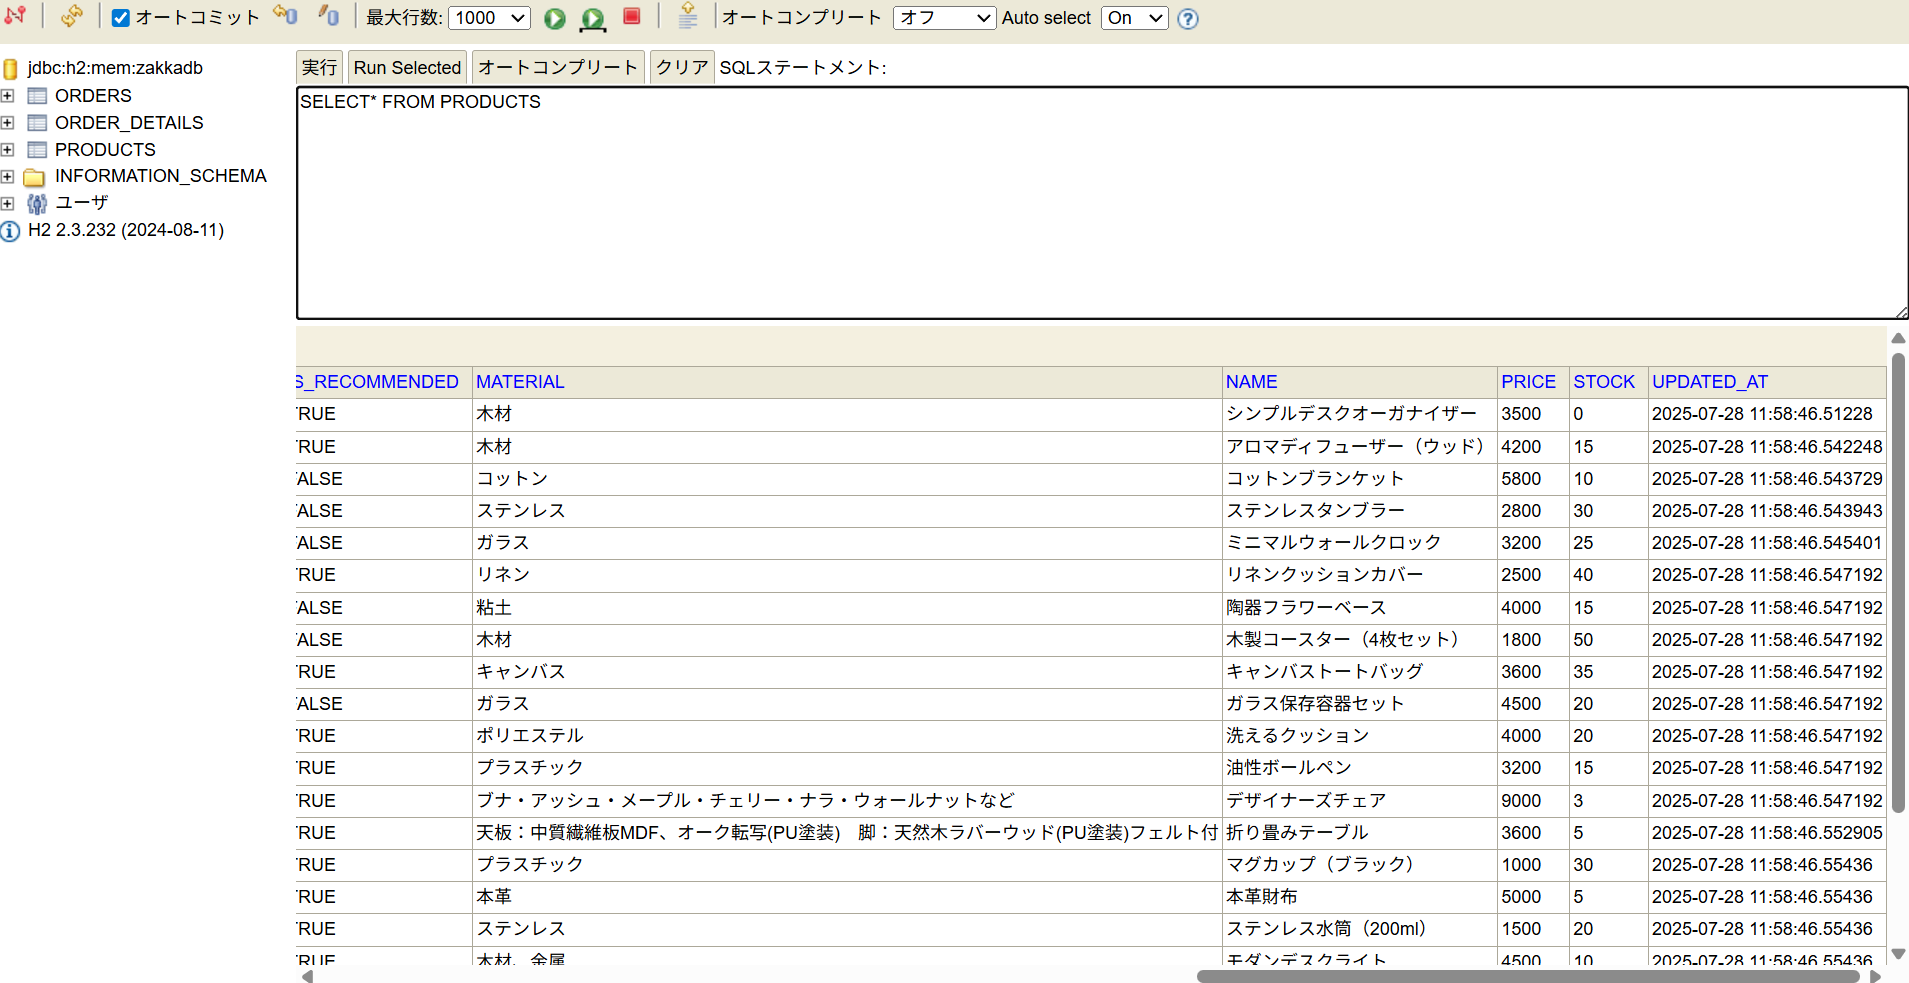 オートコミット 最大行数: 1000 オートコンプリート オフ Auto select On
jdbc:h2:mem:zakkadb
ORDERS
ORDER_DETAILS
PRODUCTS
INFORMATION_SCHEMA
ユーザ
H2 2.3.232 (2024-08-11)
実行 Run Selected オートコンプリート クリア SQLステートメント:
SELECT* FROM PRODUCTS
S_RECOMMENDED MATERIAL NAME PRICE STOCK UPDATED_AT
TRUE 木材 シンプルデスクオーガナイザー 3500 0 2025-07-28 11:58:46.51228
TRUE 木材 アロマディフューザー（ウッド） 4200 15 2025-07-28 11:58:46.542248
FALSE コットン コットンブランケット 5800 10 2025-07-28 11:58:46.543729
FALSE ステンレス ステンレスタンブラー 2800 30 2025-07-28 11:58:46.543943
FALSE ガラス ミニマルウォールクロック 3200 25 2025-07-28 11:58:46.545401
TRUE リネン リネンクッションカバー 2500 40 2025-07-28 11:58:46.547192
FALSE 粘土 陶器フラワーベース 4000 15 2025-07-28 11:58:46.547192
FALSE 木材 木製コースター（4枚セット） 1800 50 2025-07-28 11:58:46.547192
TRUE キャンバス キャンバストートバッグ 3600 35 2025-07-28 11:58:46.547192
FALSE ガラス ガラス保存容器セット 4500 20 2025-07-28 11:58:46.547192
TRUE ポリエステル 洗えるクッション 4000 20 2025-07-28 11:58:46.547192
TRUE プラスチック 油性ボールペン 3200 15 2025-07-28 11:58:46.547192
TRUE ブナ・アッシュ・メープル・チェリー・ナラ・ウォールナットなど デザイナーズチェア 9000 3 2025-07-28 11:58:46.547192
TRUE 天板：中質繊維板MDF、オーク転写(PU塗装)　脚：天然木ラバーウッド(PU塗装)フェルト付 折り畳みテーブル 3600 5 2025-07-28 11:58:46.552905
TRUE プラスチック マグカップ（ブラック） 1000 30 2025-07-28 11:58:46.55436
TRUE 本革 本革財布 5000 5 2025-07-28 11:58:46.55436
TRUE ステンレス ステンレス水筒（200ml） 1500 20 2025-07-28 11:58:46.55436
TRUE 木材、金属 モダンデスクライト 4500 10 2025-07-28 11:58:46.55436